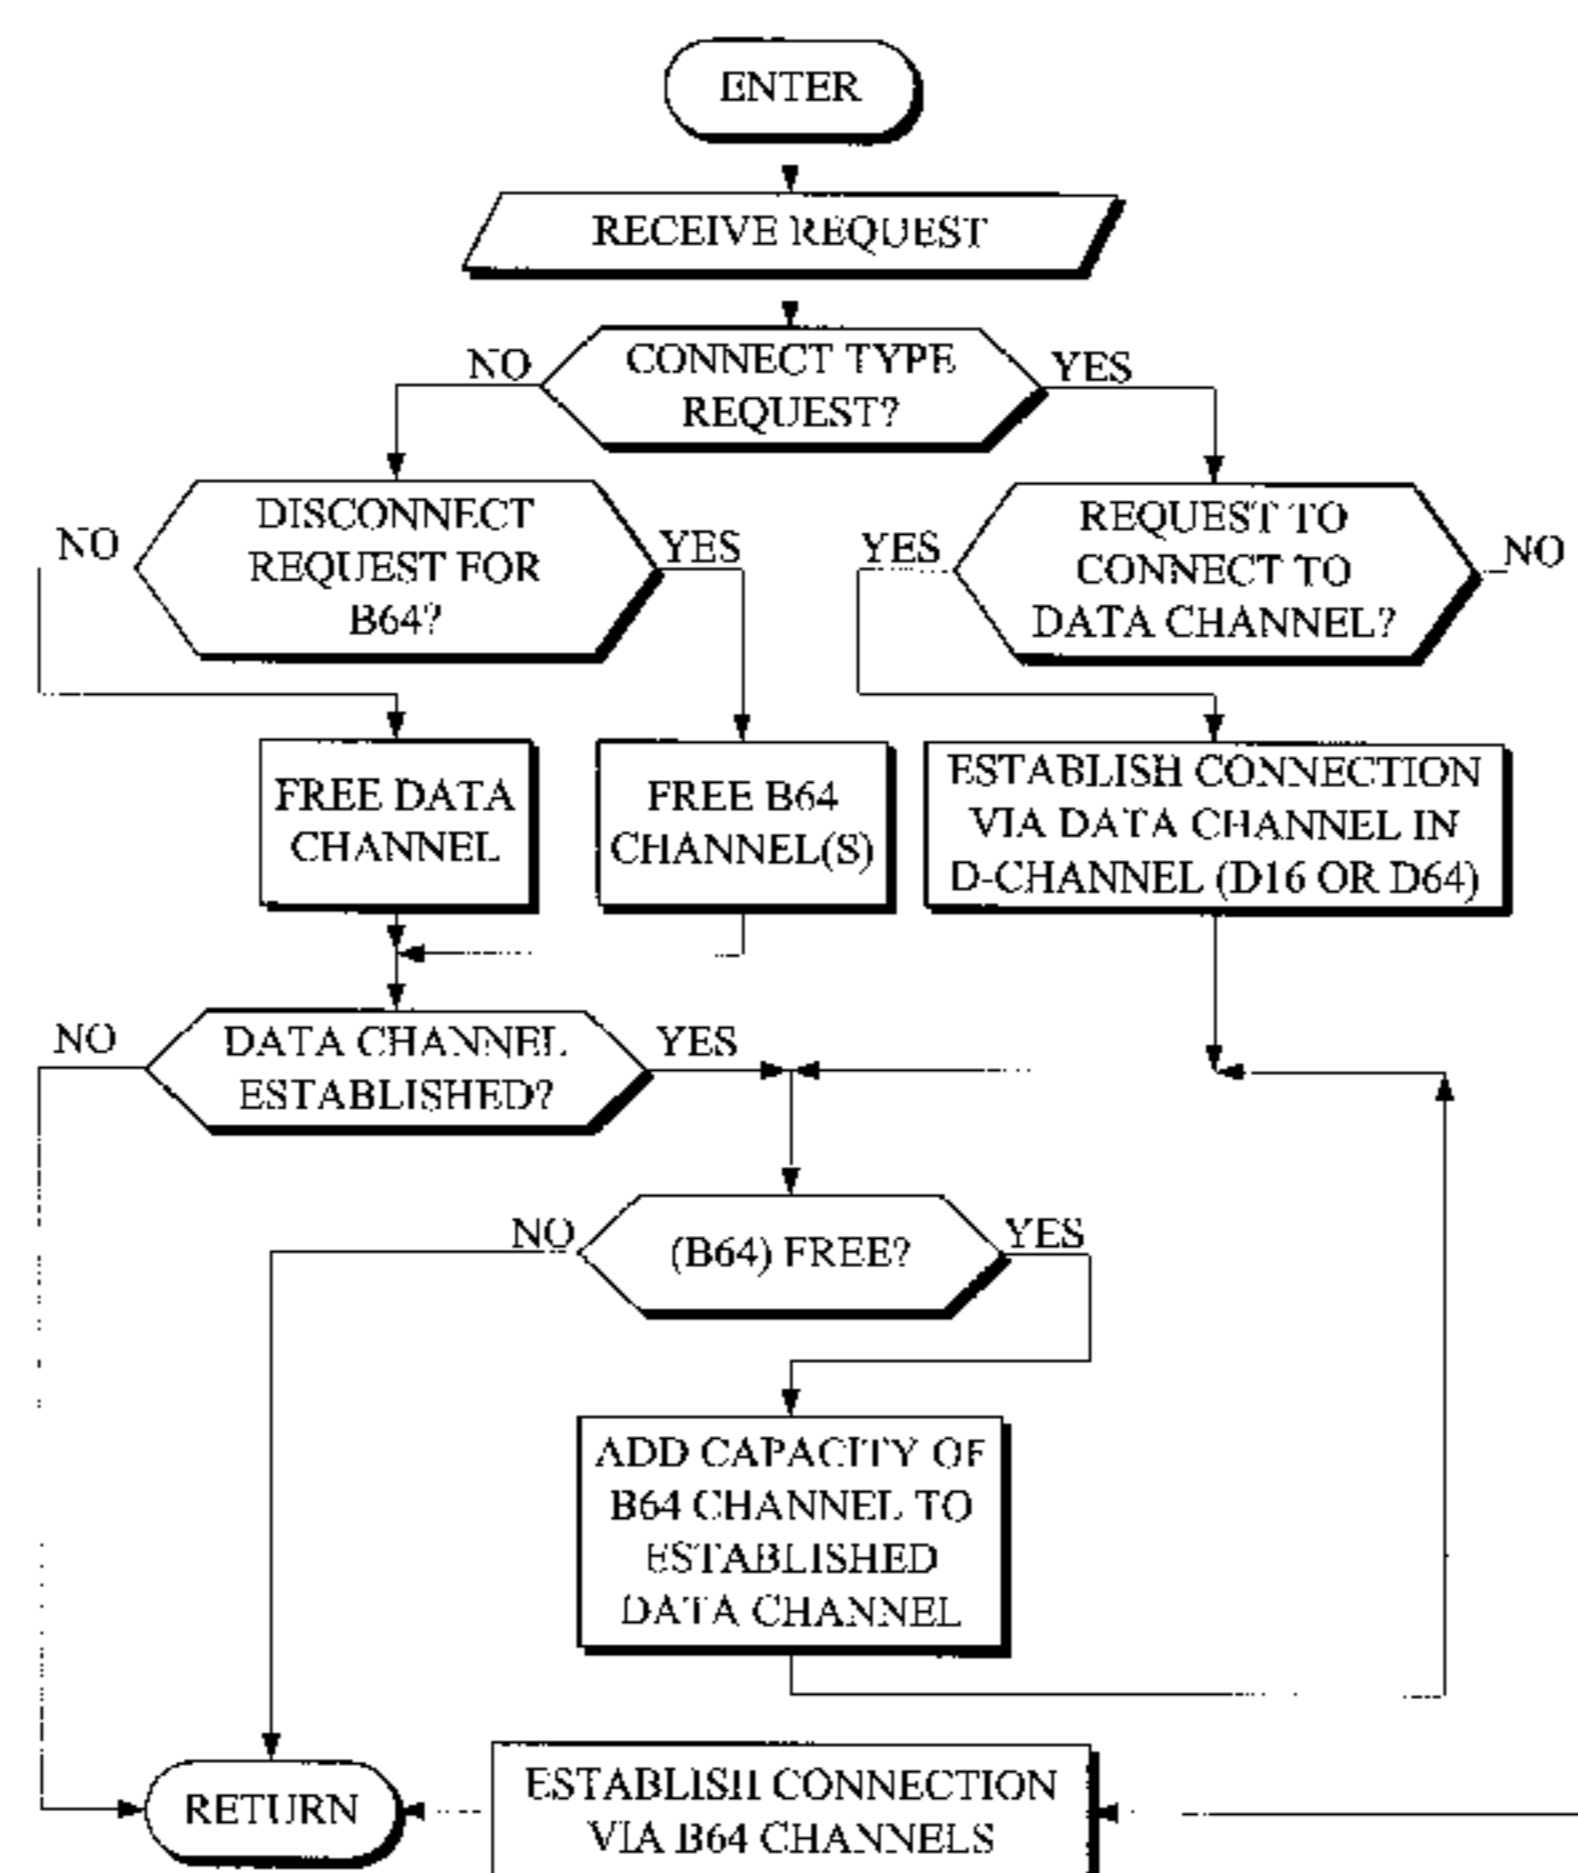 ENTER
RECEIVE REQUEST
NO
CONNECT TYPE
REQUEST?
YES
NO
DISCONNECT
REQUEST FOR
B64?
YES
YES
REQUEST TO
CONNECT TO
DATA CHANNEL?
NO
FREE DATA
CHANNEL
FREE B64
CHANNEL(S)
ESTABLISH CONNECTION
VIA DATA CHANNEL IN
D-CHANNEL (D16 OR D64)
NO
DATA CHANNEL
ESTABLISHED?
YES
NO
(B64) FREE?
YES
ADD CAPACITY OF
B64 CHANNEL TO
ESTABLISHED
DATA CHANNEL
RETURN
ESTABLISH CONNECTION
VIA B64 CHANNELS